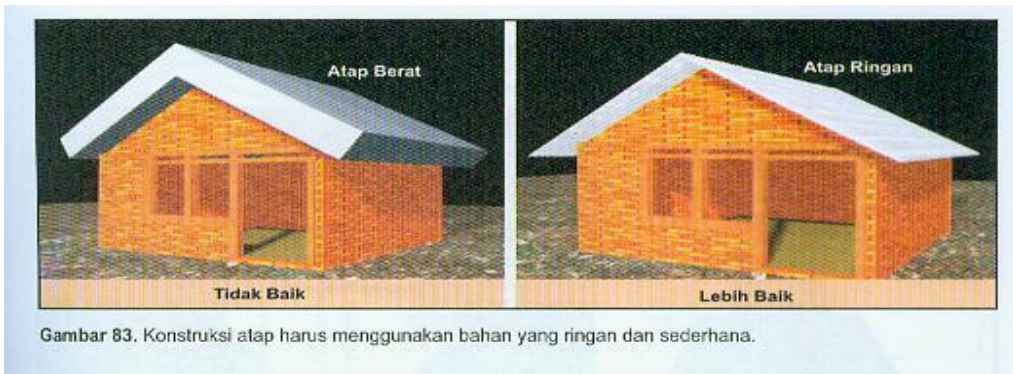 Atap Berat
Atap Ringan
Tidak Baik
Lebih Baik
Gambar 83. Konstruksi atap harus menggunakan bahan yang ringan dan sederhana.